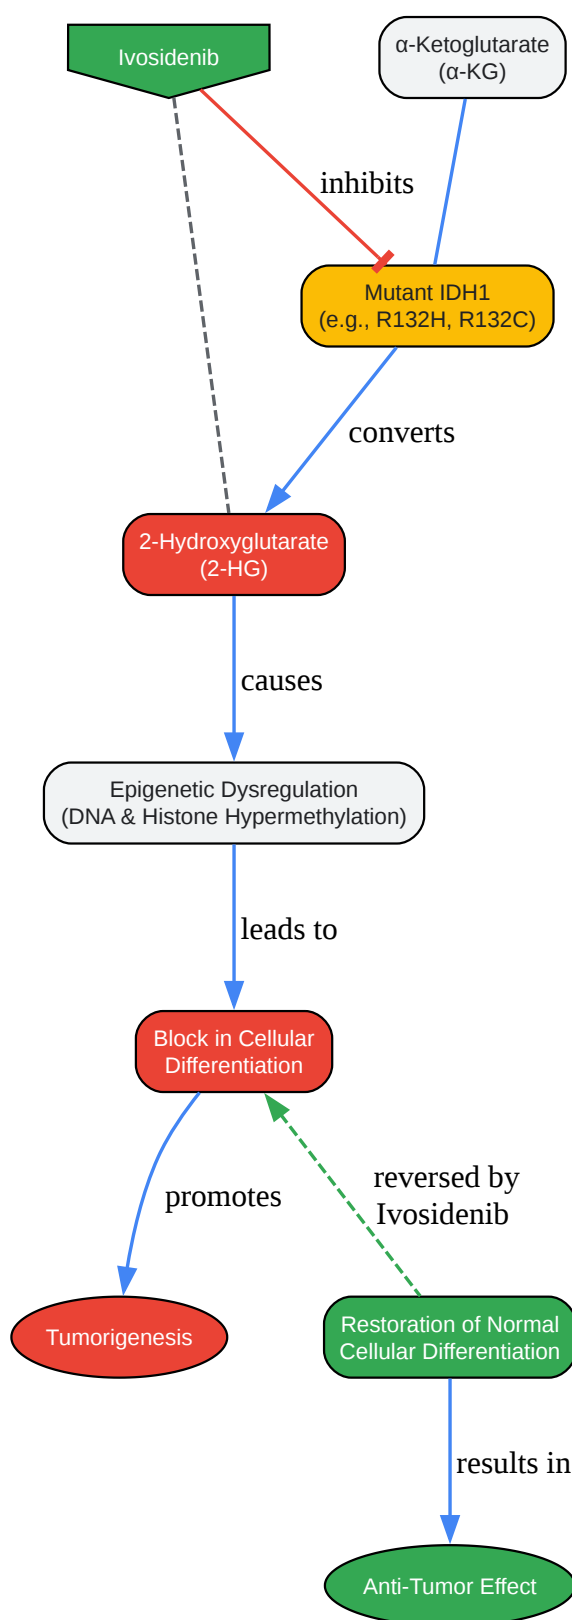 Ivosidenib
α-Ketoglutarate
(α-KG)
inhibits
Mutant IDH1
(e.g., R132H, R132C)
converts
2-Hydroxyglutarate
(2-HG)
causes
Epigenetic Dysregulation
(DNA & Histone Hypermethylation)
leads to
Block in Cellular
Differentiation
promotes
reversed by
Ivosidenib
Tumorigenesis
Restoration of Normal
Cellular Differentiation
results in
Anti-Tumor Effect